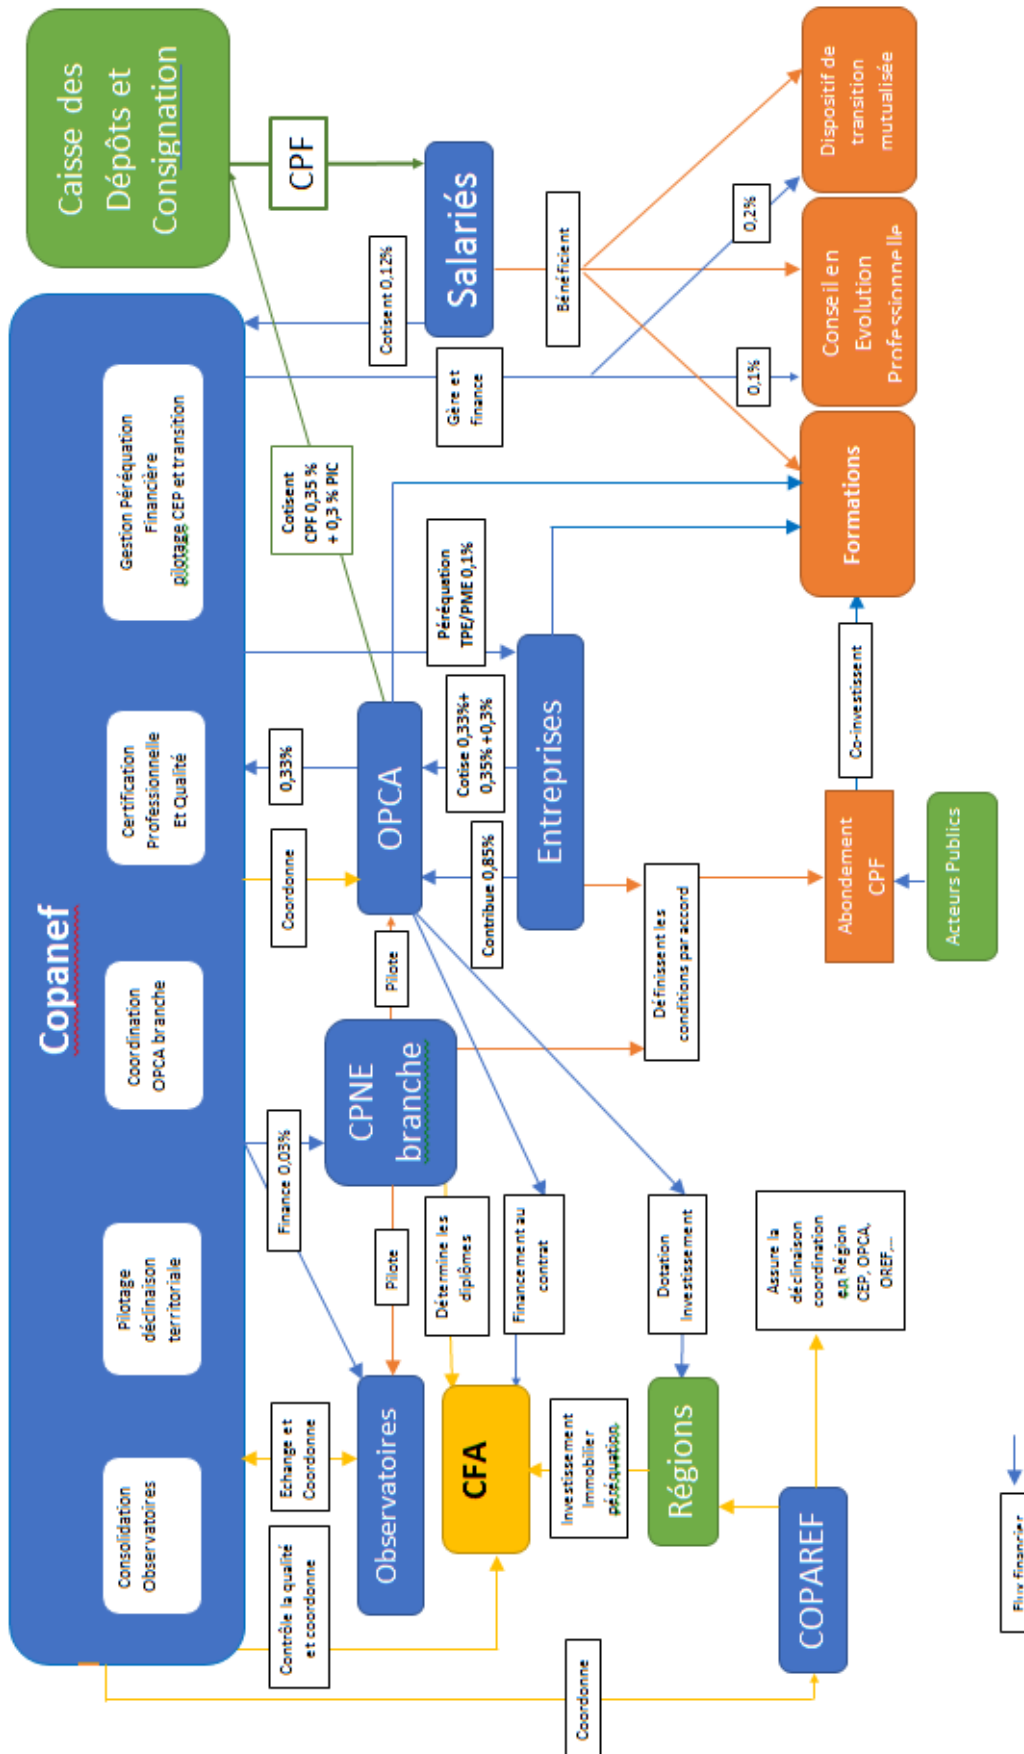 Copanef
Consolidation
Observatoires
Pilotage
déclinaison
territoriale
Coordination
OPCA branche
Certification
Professionnelle
Et Qualité
Gestion Péréquation
Financière
pilotage CEP et transition
Caisse des
Dépôts et
Consignation
Contrôle la qualité
et coordonne
Echange et
Coordonne
Finance 0,03%
Coordonne
0,33%
Cotisent
CPF 0,35 %
+ 0,3 % PIC
Cotisent 0,12%
CPF
Observatoires
Pilote
CPNE
branche
Pilote
OPCA
Gère et
finance
Salariés
CFA
Détermine les
diplômes
Financement au
contrat
Contribue 0,85%
Cotise 0,33%+
0,35% +0,3%
Péréquation
TPE/PME 0,1%
Entreprises
Bénéficient
Coordonne
Investissement
Immobilier
péréquation
Régions
Dotation
Investissement
Définissent les
conditions par accord
0,1%
0,2%
COPAREF
Assure la
déclinaison
coordination
en Région
CEP, OPCA,
OREF,...
Abondement
CPF
Co-investissent
Formations
Conseil en
Evolution
Professionnelle
Dispositif de
transition
mutualisée
Acteurs Publics
Flux financier